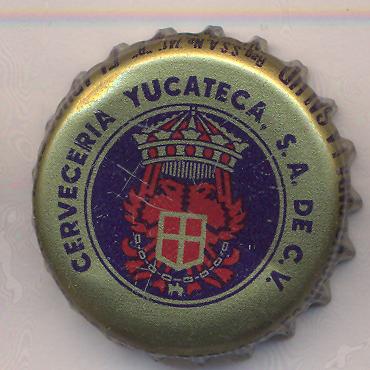 CERVECERIA YUCATECA, S. A. DE C. V.